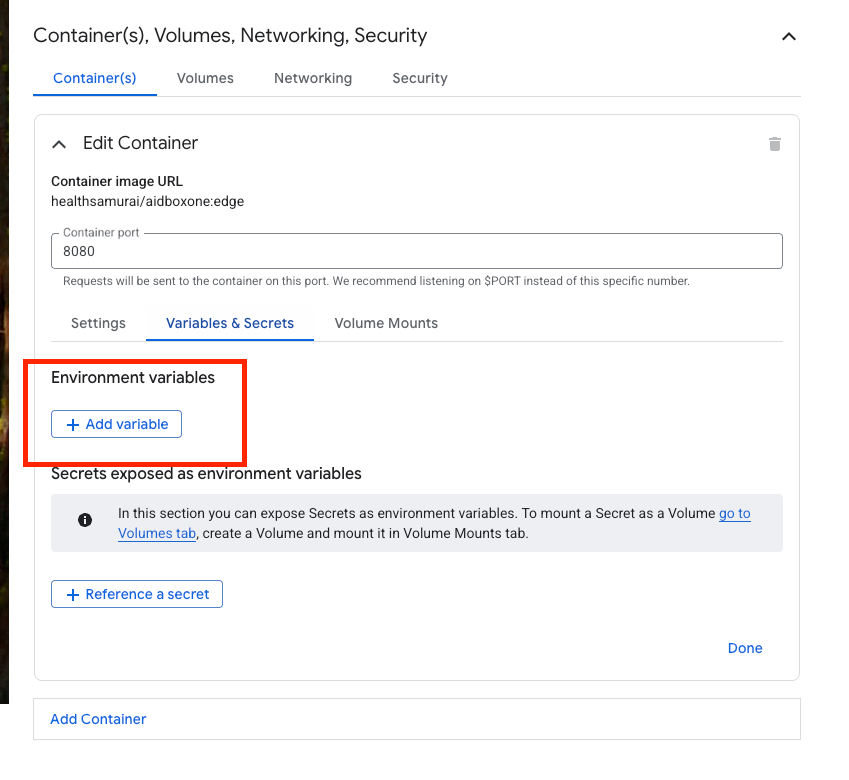 Container(s), Volumes, Networking, Security
Container(s) Volumes Networking Security
Edit Container
Container image URL
healthsamurai/aidboxone:edge
Container port
8080
Requests will be sent to the container on this port. We recommend listening on $PORT instead of this specific number.
Settings Variables & Secrets Volume Mounts
Environment variables
+ Add variable
Secrets exposed as environment variables
In this section you can expose Secrets as environment variables. To mount a Secret as a Volume go to
Volumes tab, create a Volume and mount it in Volume Mounts tab.
+ Reference a secret
Done
Add Container